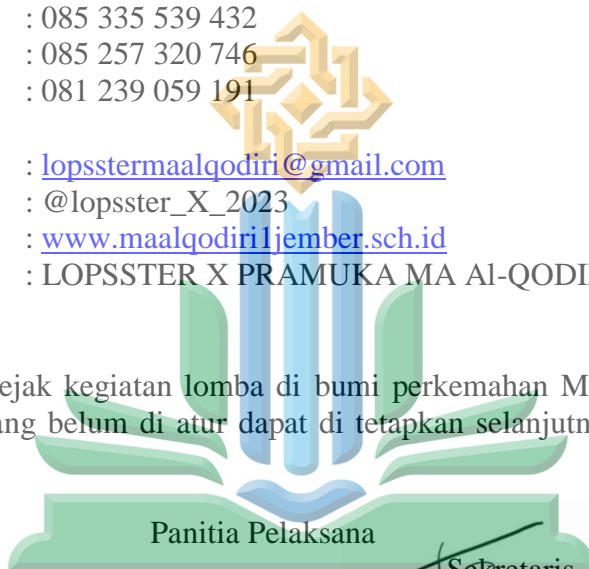 : 085 335 539 432
: 085 257 320 746
: 081 239 059 191
: lopsstermaalqodiri@gmail.com
: @lopsster_X_2023
: www.maalqodiri1jember.sch.id
: LOPSSTER X PRAMUKA MA Al-QODI
ejak kegiatan lomba di bumi perkemahan M
ang belum di atur dapat di tetapkan selanjutn
Panitia Pelaksana
Sekretaris